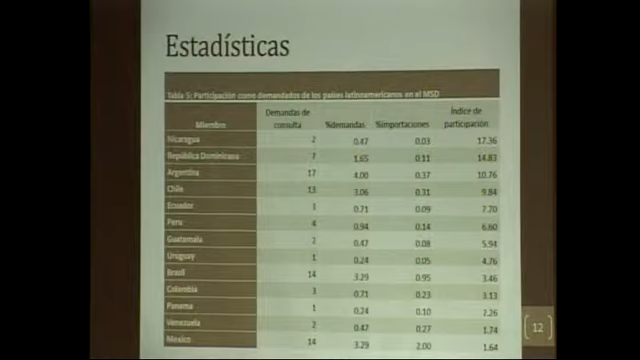 Estadísticas
Tabla 5: Participación como demandados de los países latinoamericanos en el MSD
Miembro Demandas de consulta %demandas %importaciones Índice de participación
Nicaragua 2 0.47 0.03 17.36
República Dominicana 7 1.65 0.11 14.83
Argentina 17 4.00 0.37 10.76
Chile 13 3.06 0.31 9.84
Ecuador 3 0.71 0.09 7.70
Peru 4 0.94 0.14 6.60
Guatemala 2 0.47 0.08 5.94
Uruguay 1 0.24 0.05 4.76
Brasil 14 3.29 0.95 3.46
Colombia 3 0.71 0.23 3.13
Panama 1 0.24 0.10 2.26
Venezuela 2 0.47 0.27 1.74
Mexico 14 3.29 2.00 1.64
12